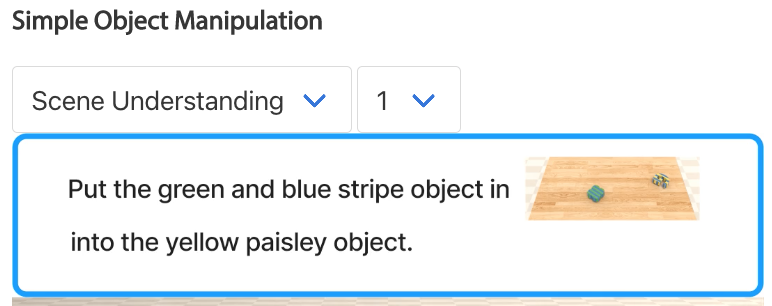 Simple Object Manipulation
Scene Understanding 1
Put the green and blue stripe object in
into the yellow paisley object.